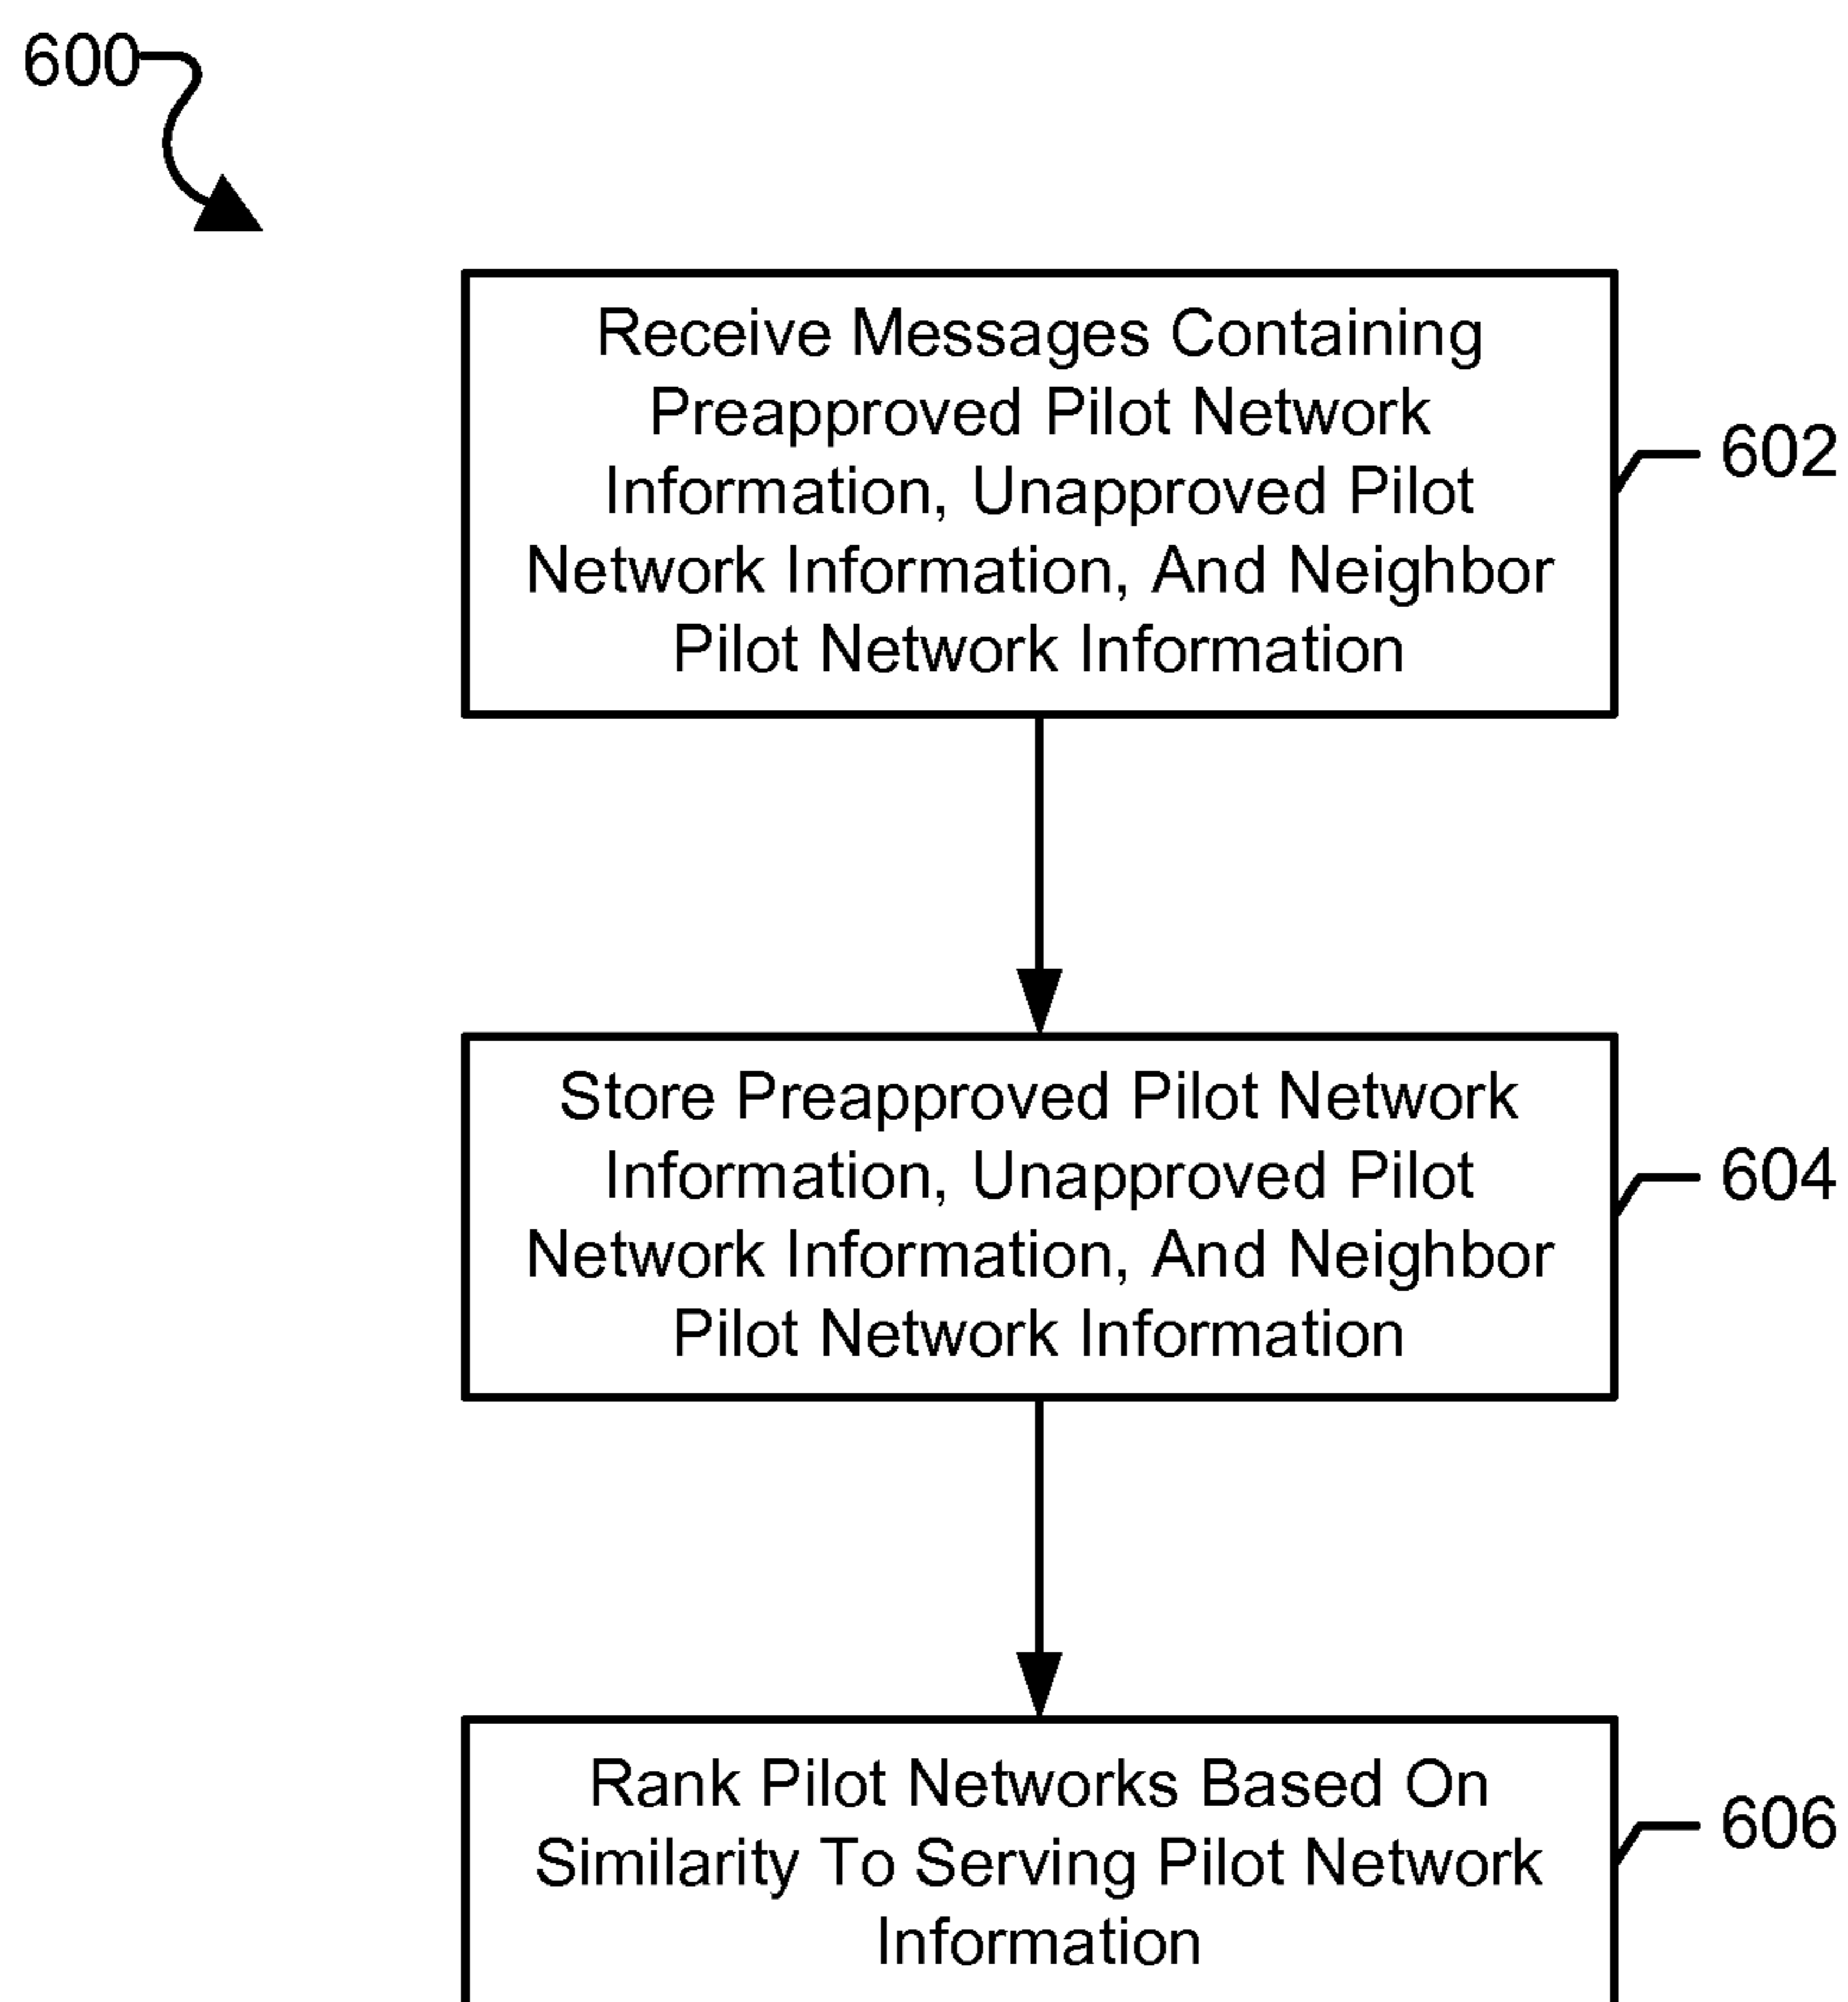 600
Receive Messages Containing
Preapproved Pilot Network
Information, Unapproved Pilot
Network Information, And Neighbor
Pilot Network Information
602
Store Preapproved Pilot Network
Information, Unapproved Pilot
Network Information, And Neighbor
Pilot Network Information
604
Rank Pilot Networks Based On
Similarity To Serving Pilot Network
Information
606